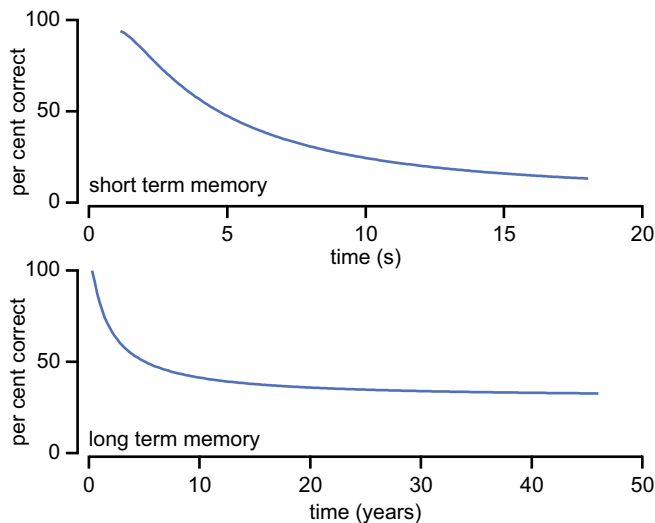 100
50
0
per cent correct
short term memory
0 5 10 15 20
time (s)
100
50
0
per cent correct
long term memory
0 10 20 30 40 50
time (years)